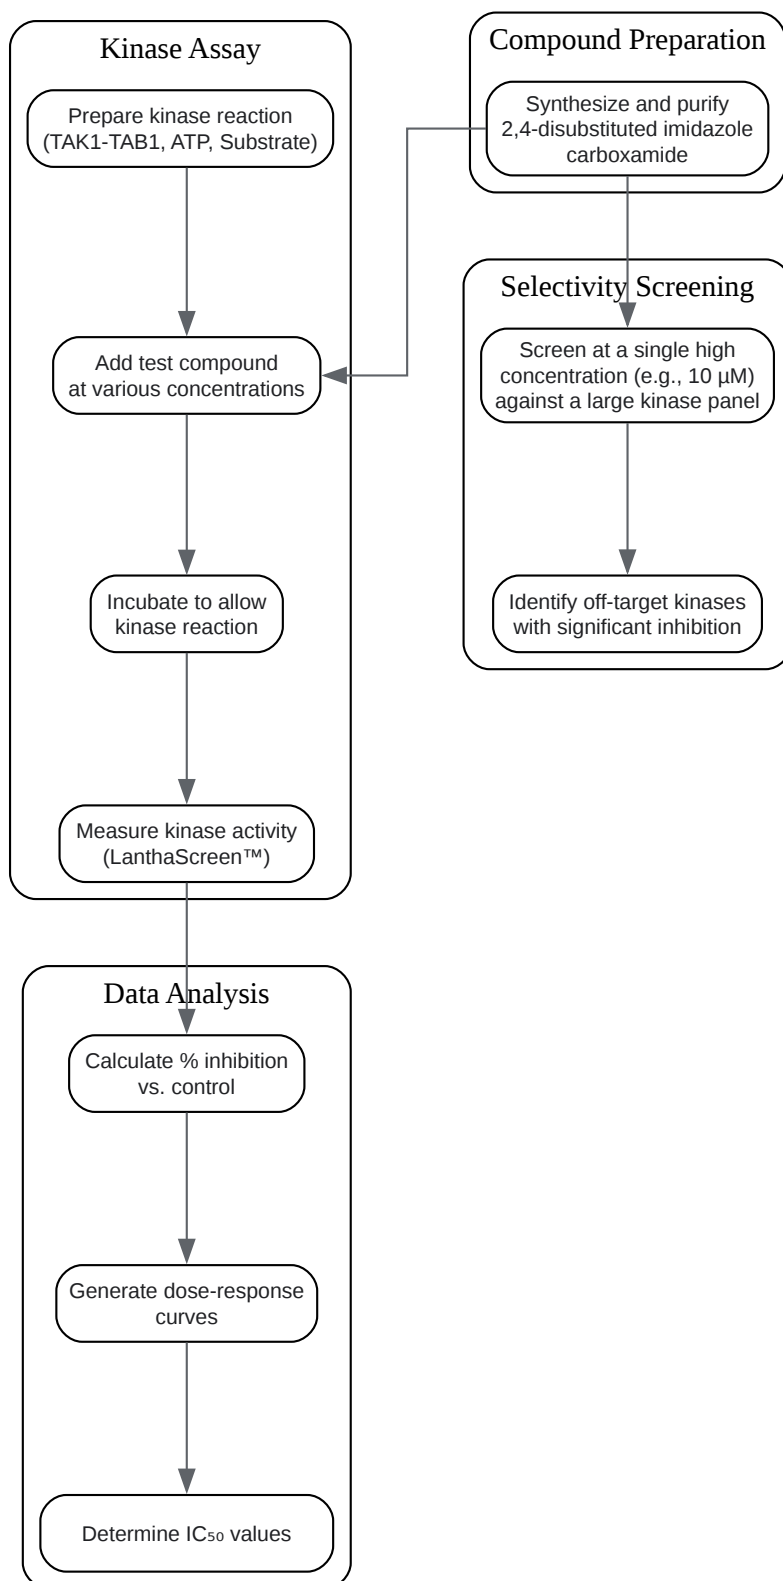 Kinase Assay
Prepare kinase reaction
(TAK1-TAB1, ATP, Substrate)
Add test compound
at various concentrations
Incubate to allow
kinase reaction
Measure kinase activity
(LanthaScreen™)
Compound Preparation
Synthesize and purify
2,4-disubstituted imidazole
carboxamide
Selectivity Screening
Screen at a single high
concentration (e.g., 10 µM)
against a large kinase panel
Identify off-target kinases
with significant inhibition
Data Analysis
Calculate % inhibition
vs. control
Generate dose-response
curves
Determine IC₅₀ values